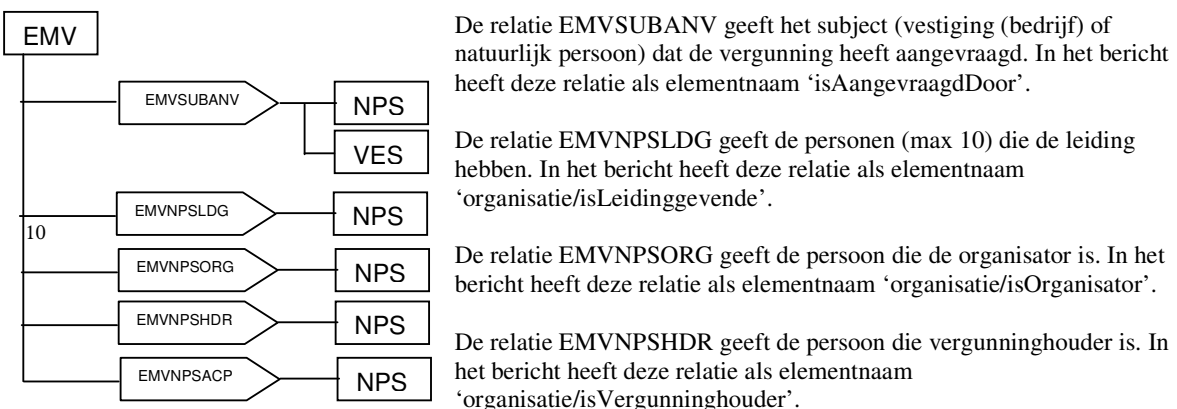 EMV
EMVSUBANV
NPS
VES
EMVNPSLDG
NPS
10
EMVNPSORG
NPS
EMVNPSHDR
NPS
EMVNPSACP
NPS
De relatie EMVSUBANV geeft het subject (vestiging (bedrijf) of
natuurlijk persoon) dat de vergunning heeft aangevraagd. In het bericht
heeft deze relatie als elementnaam ‘isAangevraagdDoor’.
De relatie EMVNPSLDG geeft de personen (max 10) die de leiding
hebben. In het bericht heeft deze relatie als elementnaam
‘organisatie/isLeidinggevende’.
De relatie EMVNPSORG geeft de persoon die de organisator is. In het
bericht heeft deze relatie als elementnaam ‘organisatie/isOrganisator’.
De relatie EMVNPSHDR geeft de persoon die vergunninghouder is. In
het bericht heeft deze relatie als elementnaam
‘organisatie/isVergunninghouder’.